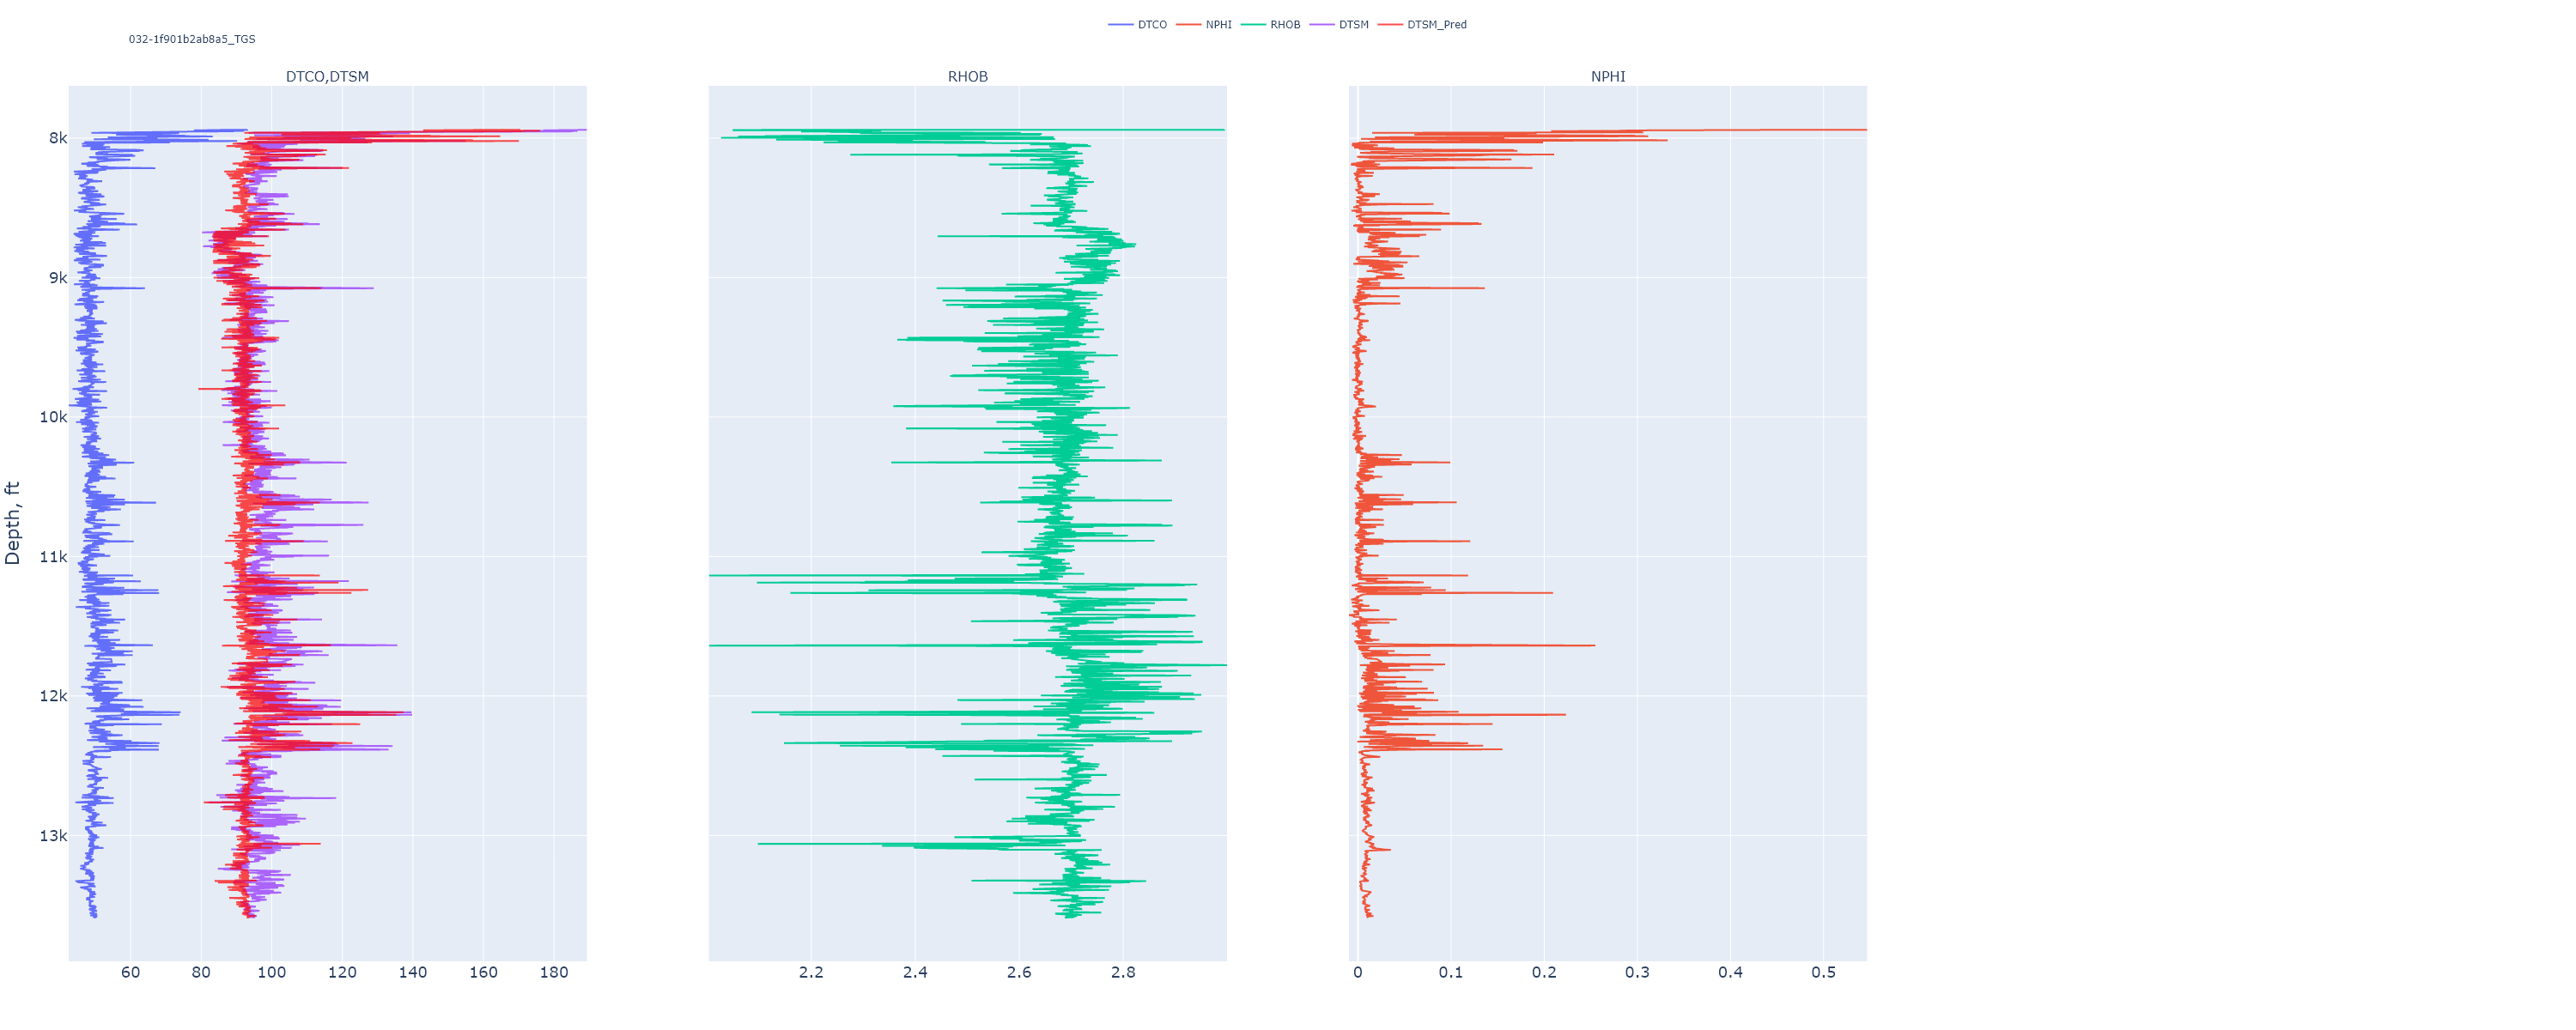 DTCO NPHI RHOB DTSM DTSM_Pred
032-1f901b2ab8a5_TGS
DTCO,DTSM
RHOB
NPHI
Depth, ft
8k
9k
10k
11k
12k
13k
60 80 100 120 140 160 180
2.2 2.4 2.6 2.8
0 0.1 0.2 0.3 0.4 0.5